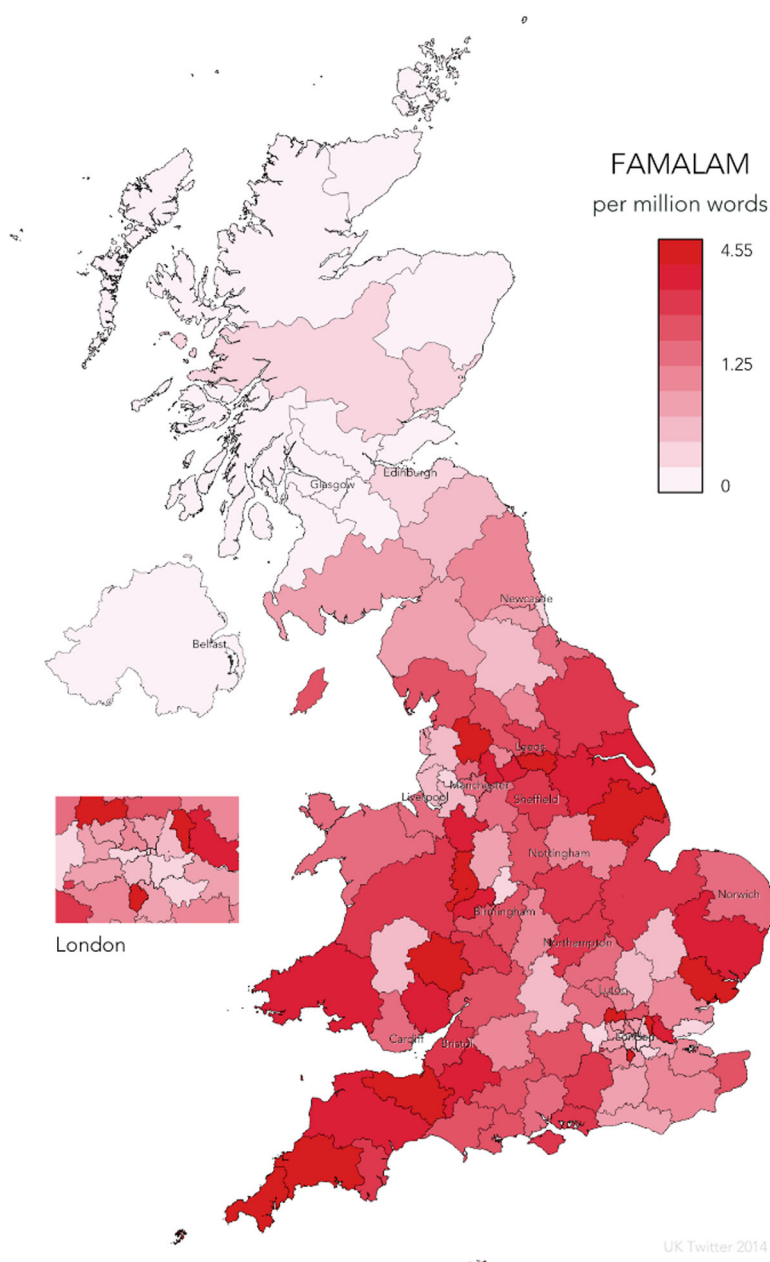 FAMALAM
per million words
4.55
1.25
0
Edinburgh
Glasgow
Newcastle
Belfast
Leeds
Manchester
Liverpool
Sheffield
Nottingham
Norwich
Birmingham
Northampton
Luton
London
Cardiff
Bristol
London
UK Twitter 2014